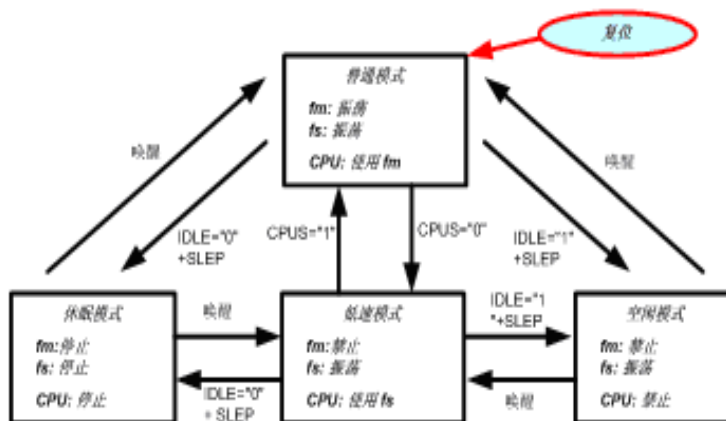 复位
普通模式
fm: 振荡
fs: 振荡
CPU: 使用 fm
唤醒
唤醒
IDLE="0"
+SLEP
CPUS="1"
CPUS="0"
IDLE="1"
+SLEP
休眠模式
fm:停止
fs: 停止
CPU: 停止
唤醒
IDLE="0"
+ SLEP
低速模式
fm:禁止
fs: 振荡
CPU: 使用 fs
IDLE="1
"+SLEP
唤醒
空闲模式
fm: 禁止
fs: 振荡
CPU: 禁止